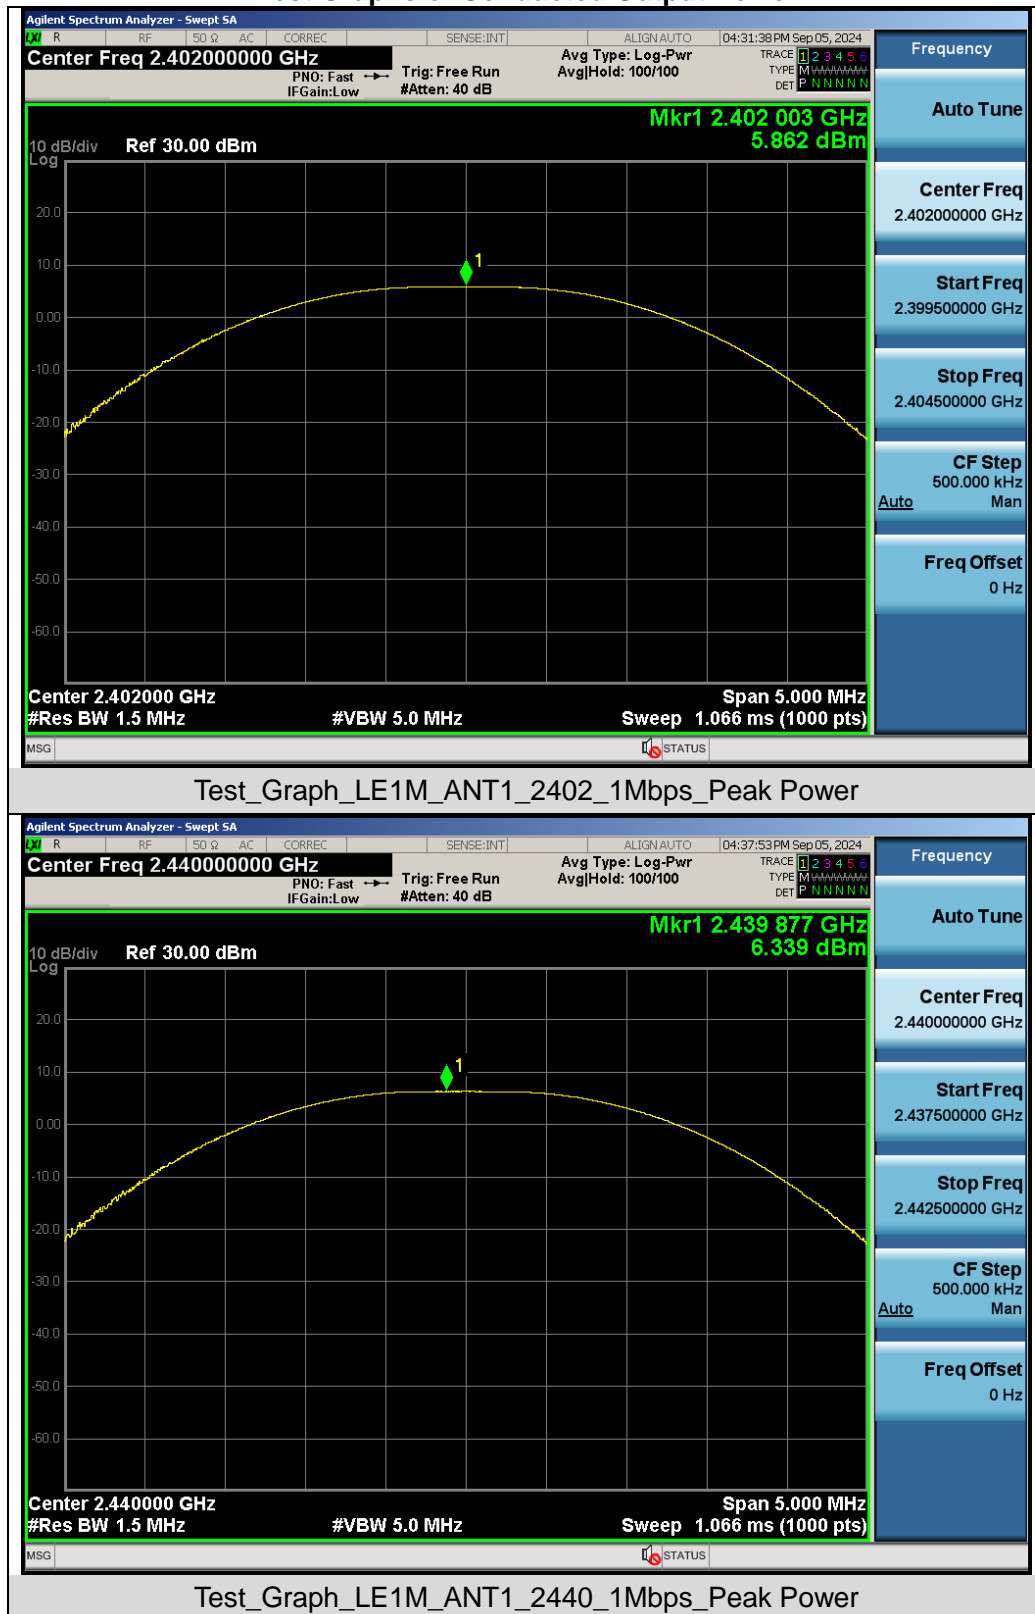 Agilent Spectrum Analyzer - Swept SA
LXI R RF 50 Ω AC CORREC SENSE:INT ALIGN AUTO 04:31:38 PM Sep 05, 2024
Center Freq 2.402000000 GHz
PNO: Fast
IFGain:Low
Trig: Free Run
#Atten: 40 dB
Avg Type: Log-Pwr
Avg|Hold: 100/100
TRACE 1 2 3 4 5 6
TYPE M
DET P N N N N N
Frequency
Mkr1 2.402 003 GHz
5.862 dBm
10 dB/div Ref 30.00 dBm
Log
20.0
10.0
0.00
-10.0
-20.0
-30.0
-40.0
-50.0
-60.0
1
Center 2.402000 GHz Span 5.000 MHz
#Res BW 1.5 MHz #VBW 5.0 MHz Sweep 1.066 ms (1000 pts)
MSG STATUS
Auto Tune
Center Freq
2.402000000 GHz
Start Freq
2.399500000 GHz
Stop Freq
2.404500000 GHz
CF Step
500.000 kHz
Auto Man
Freq Offset
0 Hz
Test_Graph_LE1M_ANT1_2402_1Mbps_Peak Power
Agilent Spectrum Analyzer - Swept SA
LXI R RF 50 Ω AC CORREC SENSE:INT ALIGN AUTO 04:37:53 PM Sep 05, 2024
Center Freq 2.440000000 GHz
PNO: Fast
IFGain:Low
Trig: Free Run
#Atten: 40 dB
Avg Type: Log-Pwr
Avg|Hold: 100/100
TRACE 1 2 3 4 5 6
TYPE M
DET P N N N N N
Frequency
Mkr1 2.439 877 GHz
6.339 dBm
10 dB/div Ref 30.00 dBm
Log
20.0
10.0
0.00
-10.0
-20.0
-30.0
-40.0
-50.0
-60.0
1
Center 2.440000 GHz Span 5.000 MHz
#Res BW 1.5 MHz #VBW 5.0 MHz Sweep 1.066 ms (1000 pts)
MSG STATUS
Auto Tune
Center Freq
2.440000000 GHz
Start Freq
2.437500000 GHz
Stop Freq
2.442500000 GHz
CF Step
500.000 kHz
Auto Man
Freq Offset
0 Hz
Test_Graph_LE1M_ANT1_2440_1Mbps_Peak Power